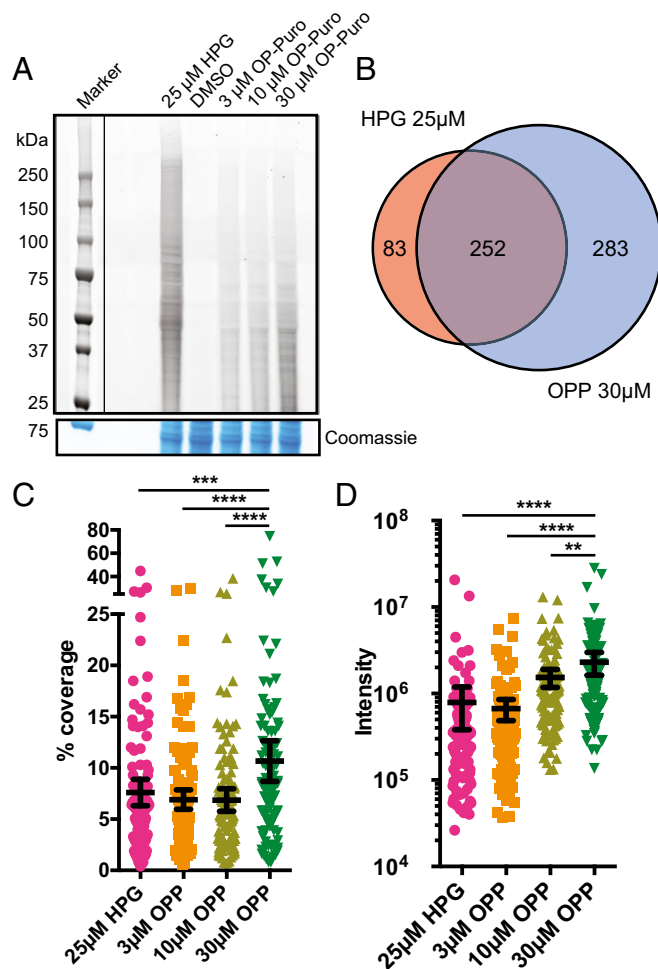 A
Marker
25 µM HPG
DMSO
3 µM OP-Puro
10 µM OP-Puro
30 µM OP-Puro
kDa
250
150
100
75
50
37
25
75
Coomassie
B
HPG 25µM
83
252
283
OPP 30µM
C
***
****
****
% coverage
80
60
40
25
20
15
10
5
0
25µM HPG
3µM OPP
10µM OPP
30µM OPP
D
****
****
**
Intensity
10⁸
10⁷
10⁶
10⁵
10⁴
25µM HPG
3µM OPP
10µM OPP
30µM OPP